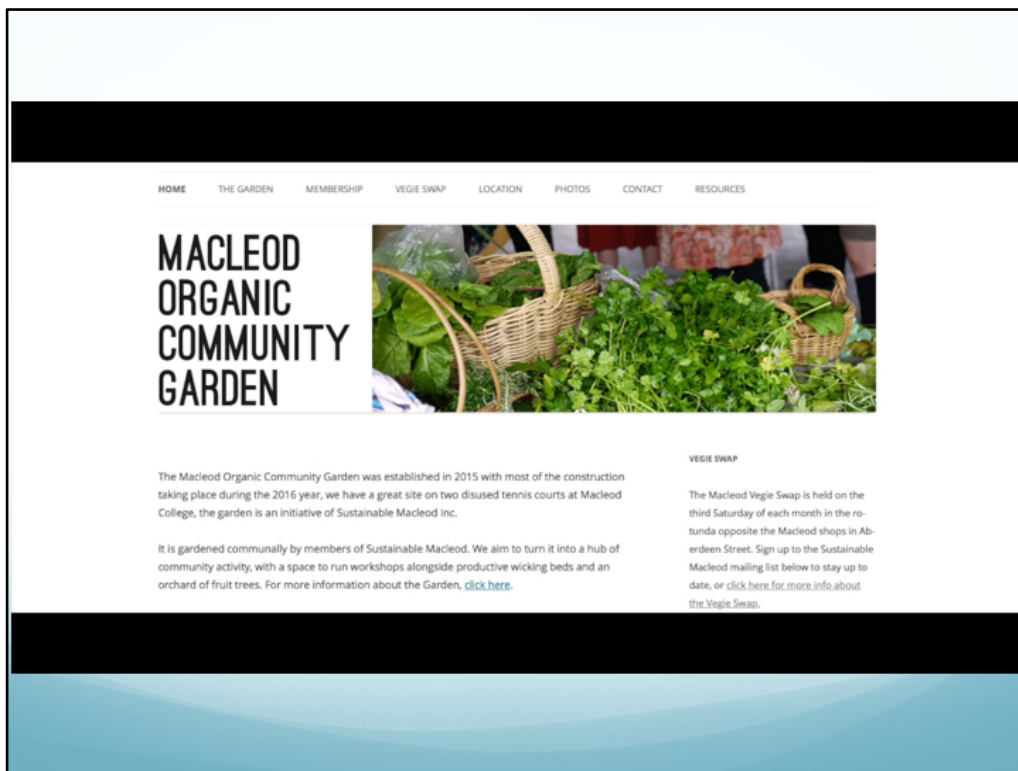 HOME THE GARDEN MEMBERSHIP VEGIE SWAP LOCATION PHOTOS CONTACT RESOURCES
MACLEOD
ORGANIC
COMMUNITY
GARDEN
The Macleod Organic Community Garden was established in 2015 with most of the construction
taking place during the 2016 year, we have a great site on two disused tennis courts at Macleod
College, the garden is an initiative of Sustainable Macleod Inc.
It is gardened communally by members of Sustainable Macleod. We aim to turn it into a hub of
community activity, with a space to run workshops alongside productive wicking beds and an
orchard of fruit trees. For more information about the Garden, click here.
VEGIE SWAP
The Macleod Vegie Swap is held on the
third Saturday of each month in the ro-
tunda opposite the Macleod shops in Ab-
erdeen Street. Sign up to the Sustainable
Macleod mailing list below to stay up to
date, or click here for more info about
the Vegie Swap.